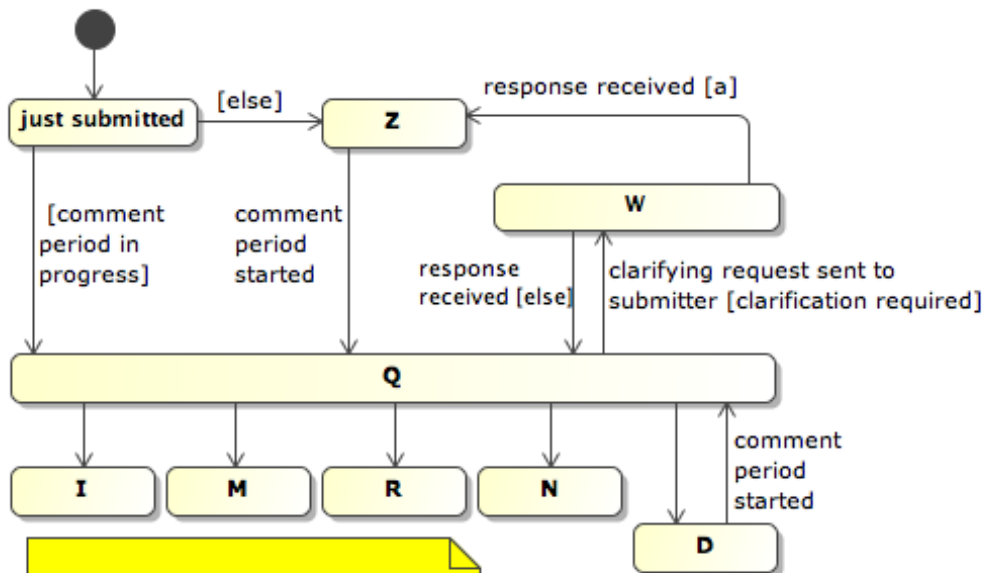 just submitted
[else]
Z
response received [a]
W
[comment
period in
progress]
comment
period
started
response
received [else]
clarifying request sent to
submitter [clarification required]
Q
I
M
R
N
comment
period
started
D